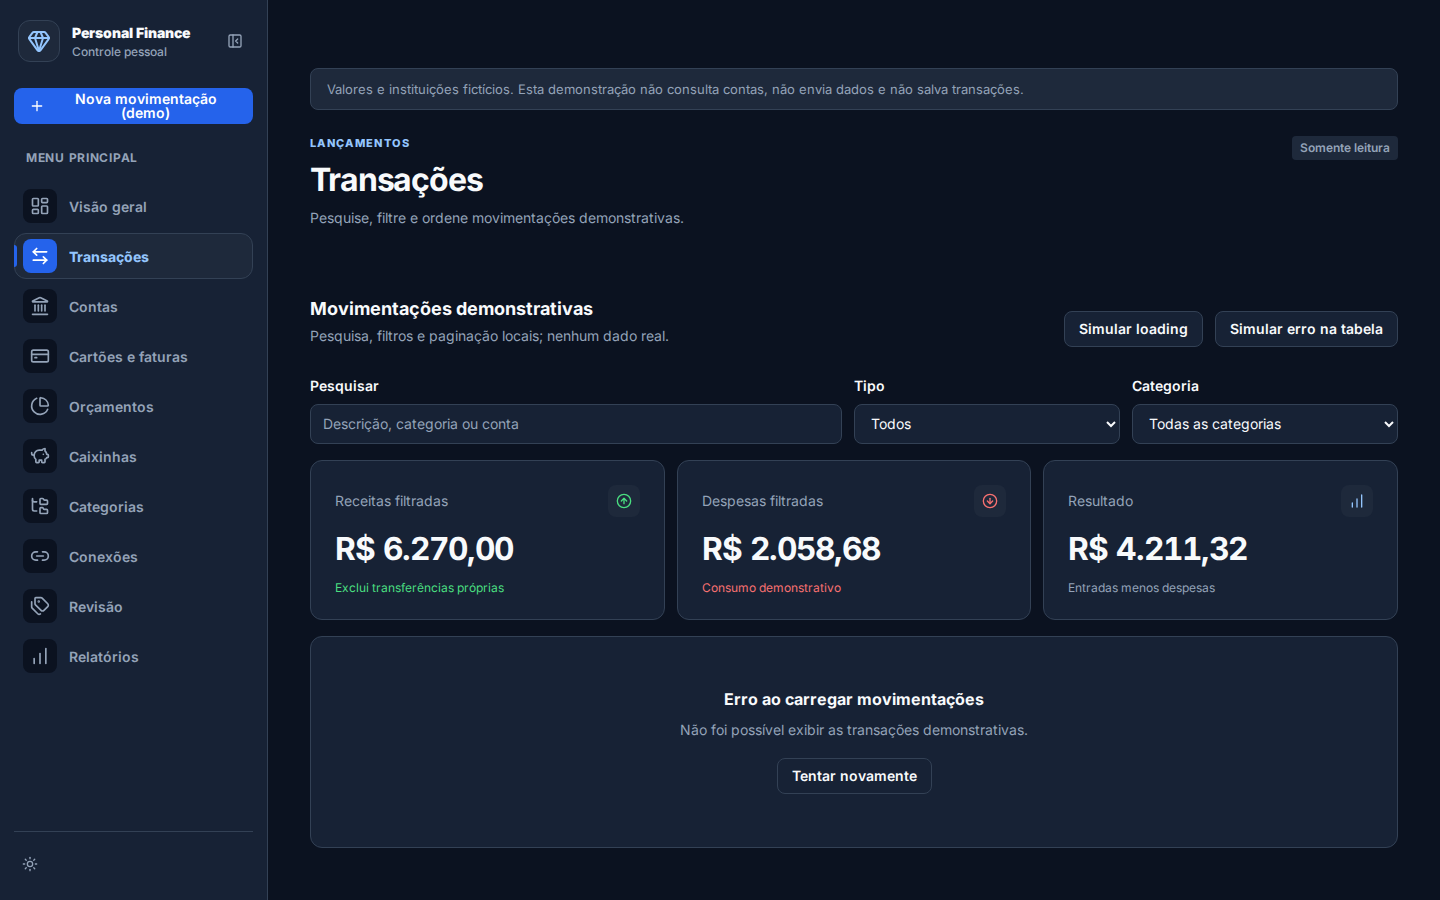 Personal Finance
Controle pessoal
Nova movimentação
(demo)
MENU PRINCIPAL
Visão geral
Transações
Contas
Cartões e faturas
Orçamentos
Caixinhas
Categorias
Conexões
Revisão
Relatórios
Valores e instituições fictícios. Esta demonstração não consulta contas, não envia dados e não salva transações.
LANÇAMENTOS
Somente leitura
Transações
Pesquise, filtre e ordene movimentações demonstrativas.
Movimentações demonstrativas
Pesquisa, filtros e paginação locais; nenhum dado real.
Simular loading
Simular erro na tabela
Pesquisar
Tipo
Categoria
Descrição, categoria ou conta
Todos
Todas as categorias
Receitas filtradas
R$ 6.270,00
Exclui transferências próprias
Despesas filtradas
R$ 2.058,68
Consumo demonstrativo
Resultado
R$ 4.211,32
Entradas menos despesas
Erro ao carregar movimentações
Não foi possível exibir as transações demonstrativas.
Tentar novamente